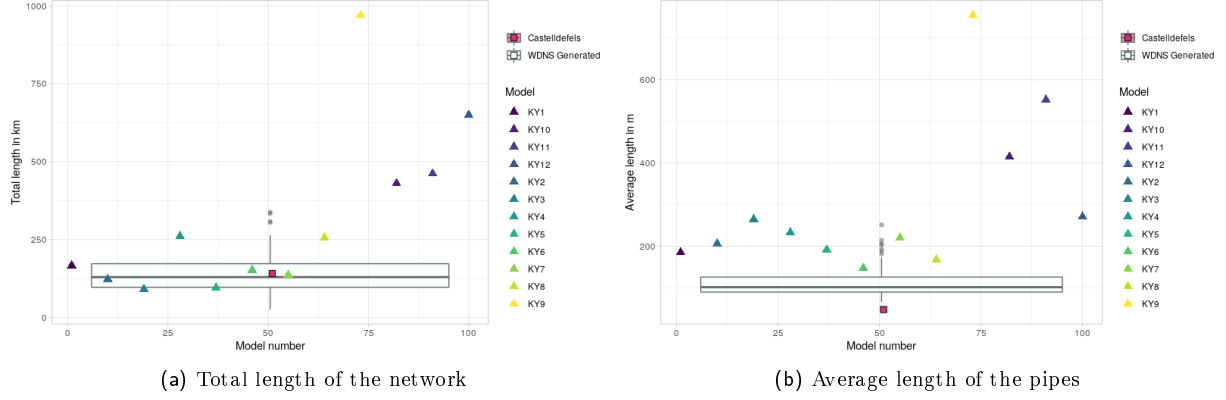 Total length in km
1000
750
500
250
0
0
25
50
75
100
Model number
Castelldefels
WDNS Generated
Model
KY1
KY10
KY11
KY12
KY2
KY3
KY4
KY5
KY6
KY7
KY8
KY9
(a) Total length of the network
Average length in m
600
400
200
0
25
50
75
100
Model number
Castelldefels
WDNS Generated
Model
KY1
KY10
KY11
KY12
KY2
KY3
KY4
KY5
KY6
KY7
KY8
KY9
(b) Average length of the pipes